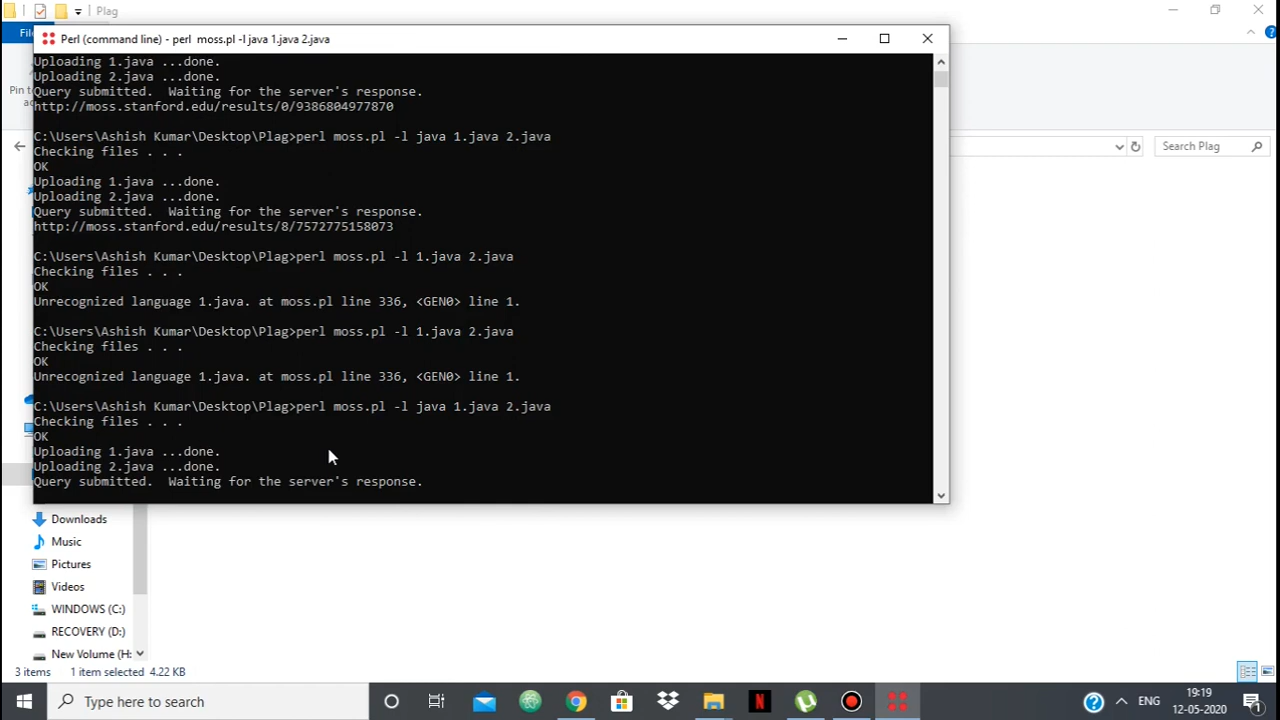 Plag
Perl (command line) - perl moss.pl -l java 1.java 2.java
Uploading 1.java ...done.
Uploading 2.java ...done.
Query submitted.  Waiting for the server's response.
http://moss.stanford.edu/results/0/9386804977870
C:\Users\Ashish Kumar\Desktop\Plag>perl moss.pl -l java 1.java 2.java
Checking files . . .
OK
Uploading 1.java ...done.
Uploading 2.java ...done.
Query submitted.  Waiting for the server's response.
http://moss.stanford.edu/results/8/7572775158073
C:\Users\Ashish Kumar\Desktop\Plag>perl moss.pl -l 1.java 2.java
Checking files . . .
OK
Unrecognized language 1.java. at moss.pl line 336, <GEN0> line 1.
C:\Users\Ashish Kumar\Desktop\Plag>perl moss.pl -l 1.java 2.java
Checking files . . .
OK
Unrecognized language 1.java. at moss.pl line 336, <GEN0> line 1.
C:\Users\Ashish Kumar\Desktop\Plag>perl moss.pl -l java 1.java 2.java
Checking files . . .
OK
Uploading 1.java ...done.
Uploading 2.java ...done.
Query submitted.  Waiting for the server's response.
Search Plag
Downloads
Music
Pictures
Videos
WINDOWS (C:)
RECOVERY (D:)
New Volume (H:
3 items 1 item selected 4.22 KB
Type here to search
ENG
19:19
12-05-2020
1